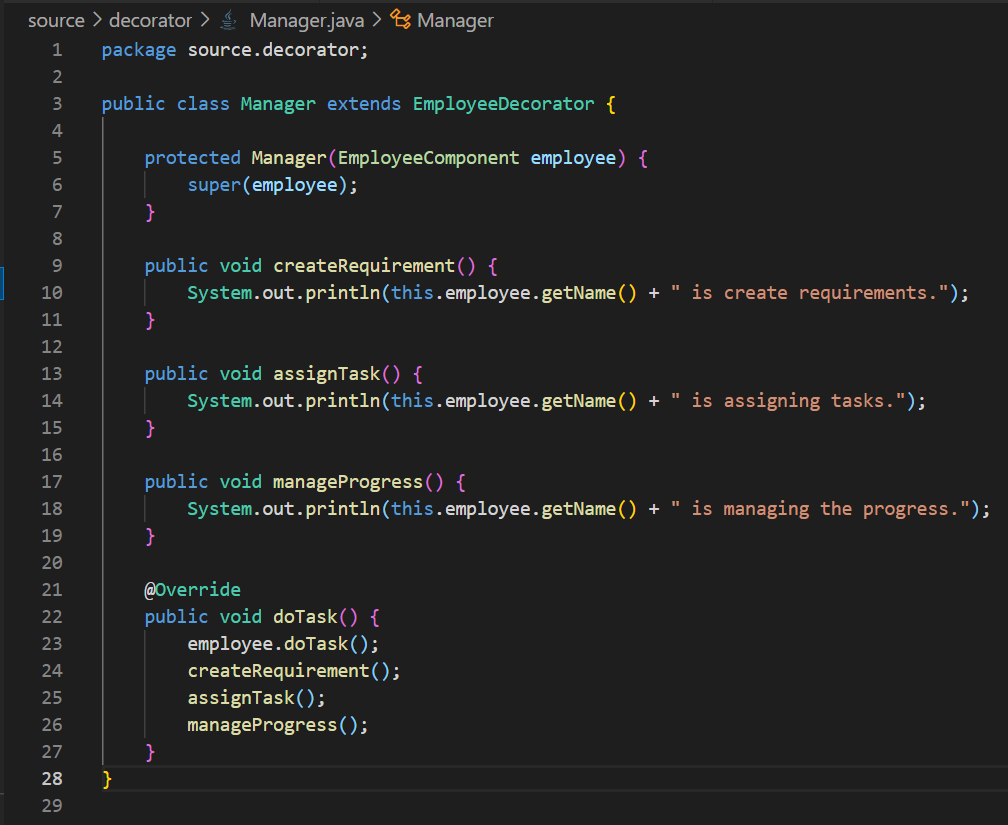 source > decorator > Manager.java > Manager
1 package source.decorator;
2
3 public class Manager extends EmployeeDecorator {
4
5     protected Manager(EmployeeComponent employee) {
6         super(employee);
7     }
8
9     public void createRequirement() {
10         System.out.println(this.employee.getName() + " is create requirements.");
11     }
12
13     public void assignTask() {
14         System.out.println(this.employee.getName() + " is assigning tasks.");
15     }
16
17     public void manageProgress() {
18         System.out.println(this.employee.getName() + " is managing the progress.");
19     }
20
21     @Override
22     public void doTask() {
23         employee.doTask();
24         createRequirement();
25         assignTask();
26         manageProgress();
27     }
28 }
29